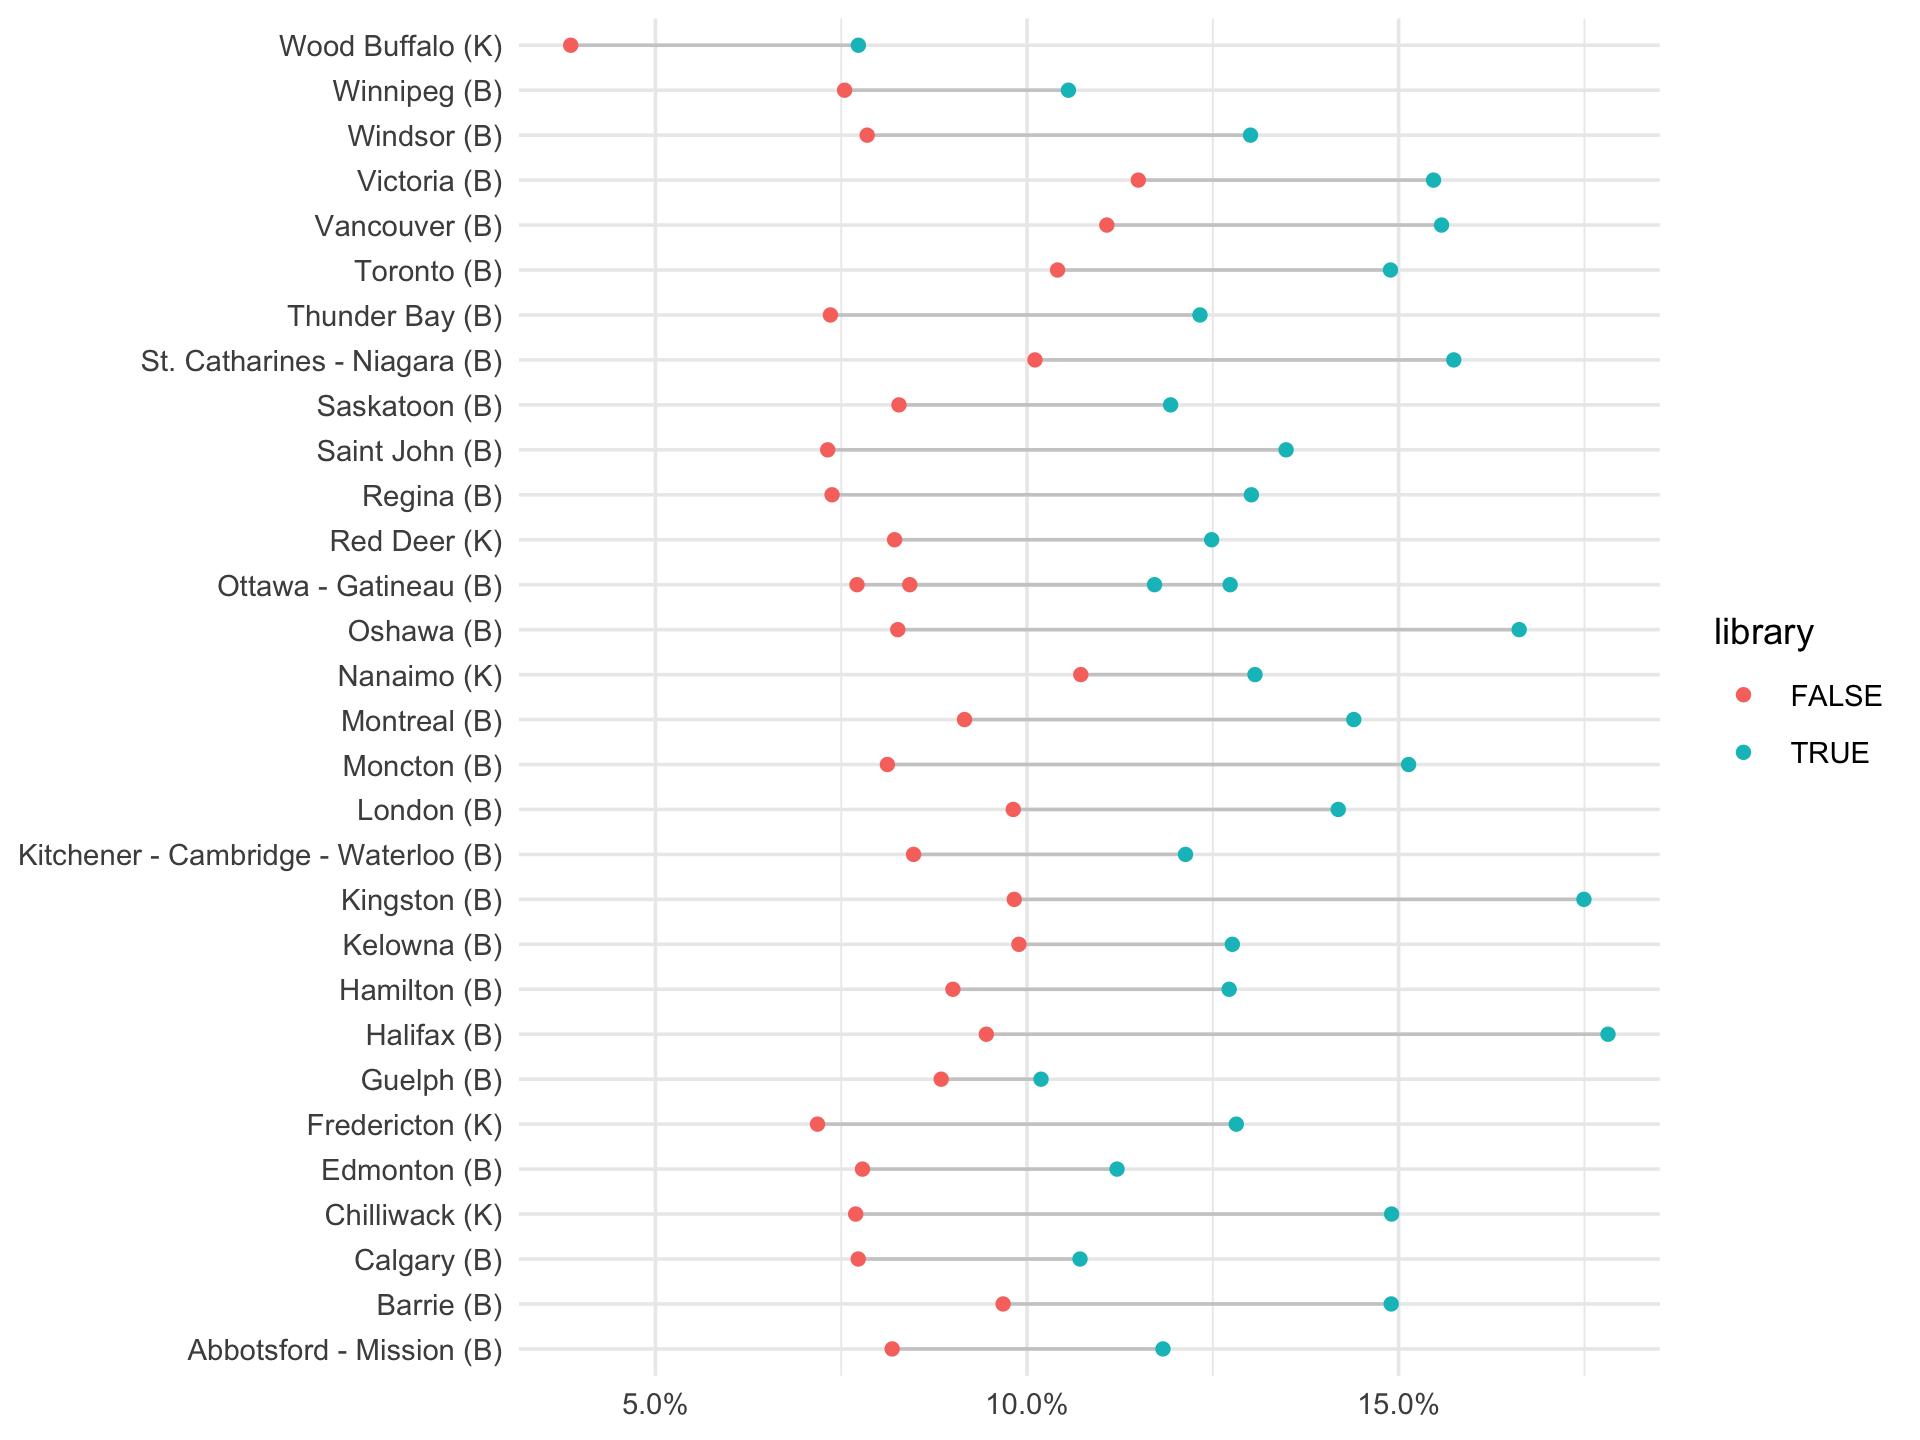 Wood Buffalo (K)
Winnipeg (B)
Windsor (B)
Victoria (B)
Vancouver (B)
Toronto (B)
Thunder Bay (B)
St. Catharines - Niagara (B)
Saskatoon (B)
Saint John (B)
Regina (B)
Red Deer (K)
Ottawa - Gatineau (B)
Oshawa (B)
Nanaimo (K)
Montreal (B)
Moncton (B)
London (B)
Kitchener - Cambridge - Waterloo (B)
Kingston (B)
Kelowna (B)
Hamilton (B)
Halifax (B)
Guelph (B)
Fredericton (K)
Edmonton (B)
Chilliwack (K)
Calgary (B)
Barrie (B)
Abbotsford - Mission (B)
5.0% 10.0% 15.0%
library
FALSE
TRUE